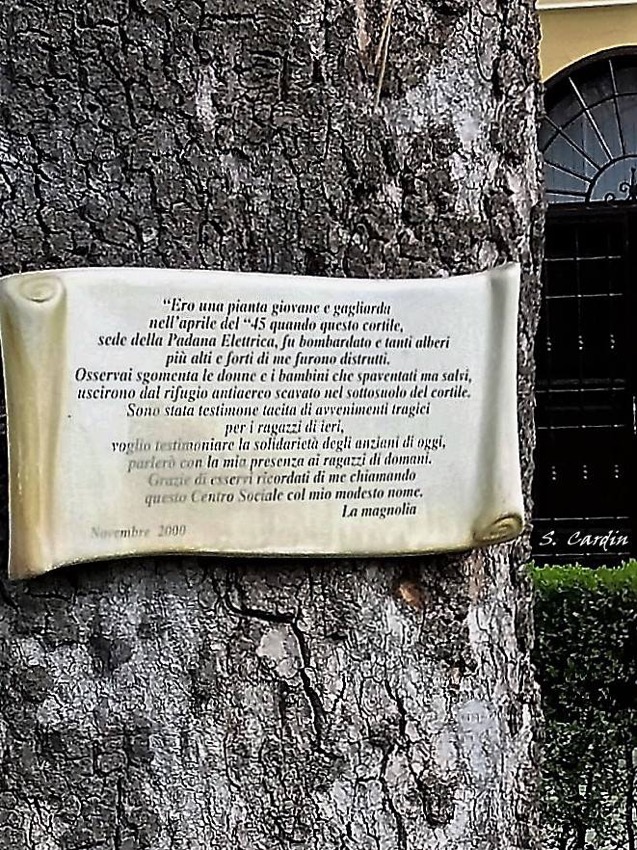 “Ero una pianta giovane e gagliarda
nell'aprile del “45 quando questo cortile,
sede della Padana Elettrica, fu bombardato e tanti alberi
più alti e forti di me furono distrutti.
Osservai sgomenta le donne e i bambini che spaventati ma salvi,
uscirono dal rifugio antiaereo scavato nel sottosuolo del cortile.
Sono stata testimone tacita di avvenimenti tragici
per i ragazzi di ieri,
voglio testimoniare la solidarietà degli anziani di oggi,
parlerò con la mia presenza ai ragazzi di domani.
Grazie di esservi ricordati di me chiamando
questo Centro Sociale col mio modesto nome.
La magnolia
Novembre 2000
S. Cardin